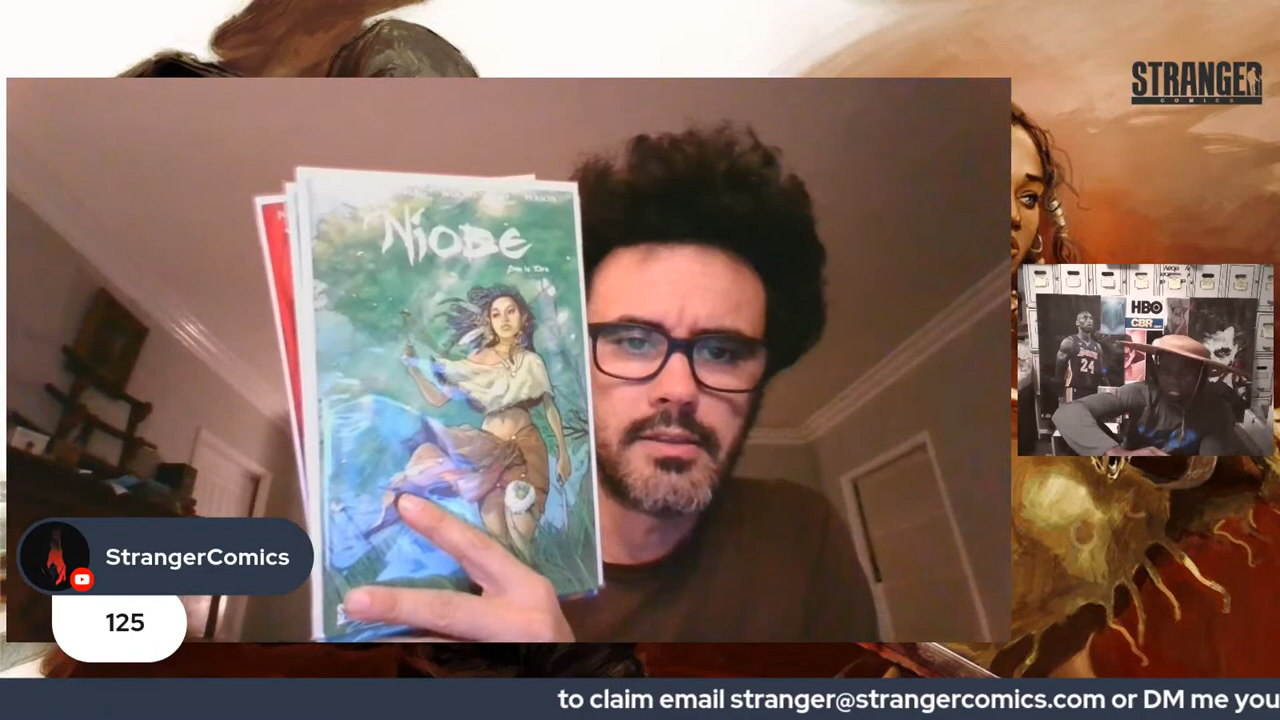 STRANGER
COMICS
NIOBE
HBO
CBR
24
StrangerComics
125
to claim email stranger@strangercomics.com or DM me you